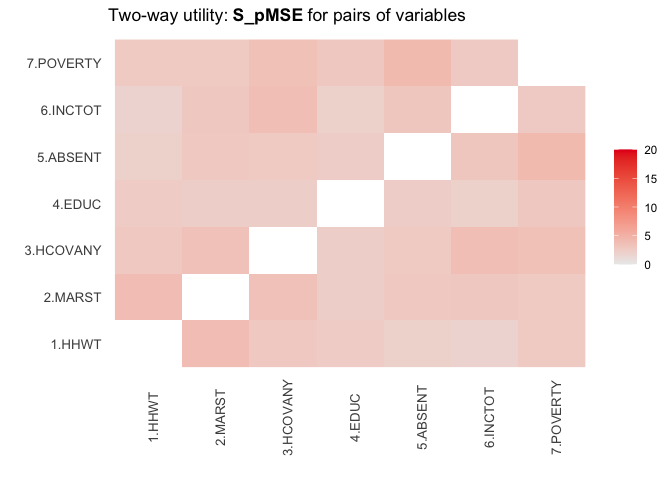 Two-way utility: S_pMSE for pairs of variables
7.POVERTY
6.INCTOT
5.ABSENT
4.EDUC
3.HCOVANY
2.MARST
1.HHWT
20
15
10
5
0
1.HHWT
2.MARST
3.HCOVANY
4.EDUC
5.ABSENT
6.INCTOT
7.POVERTY